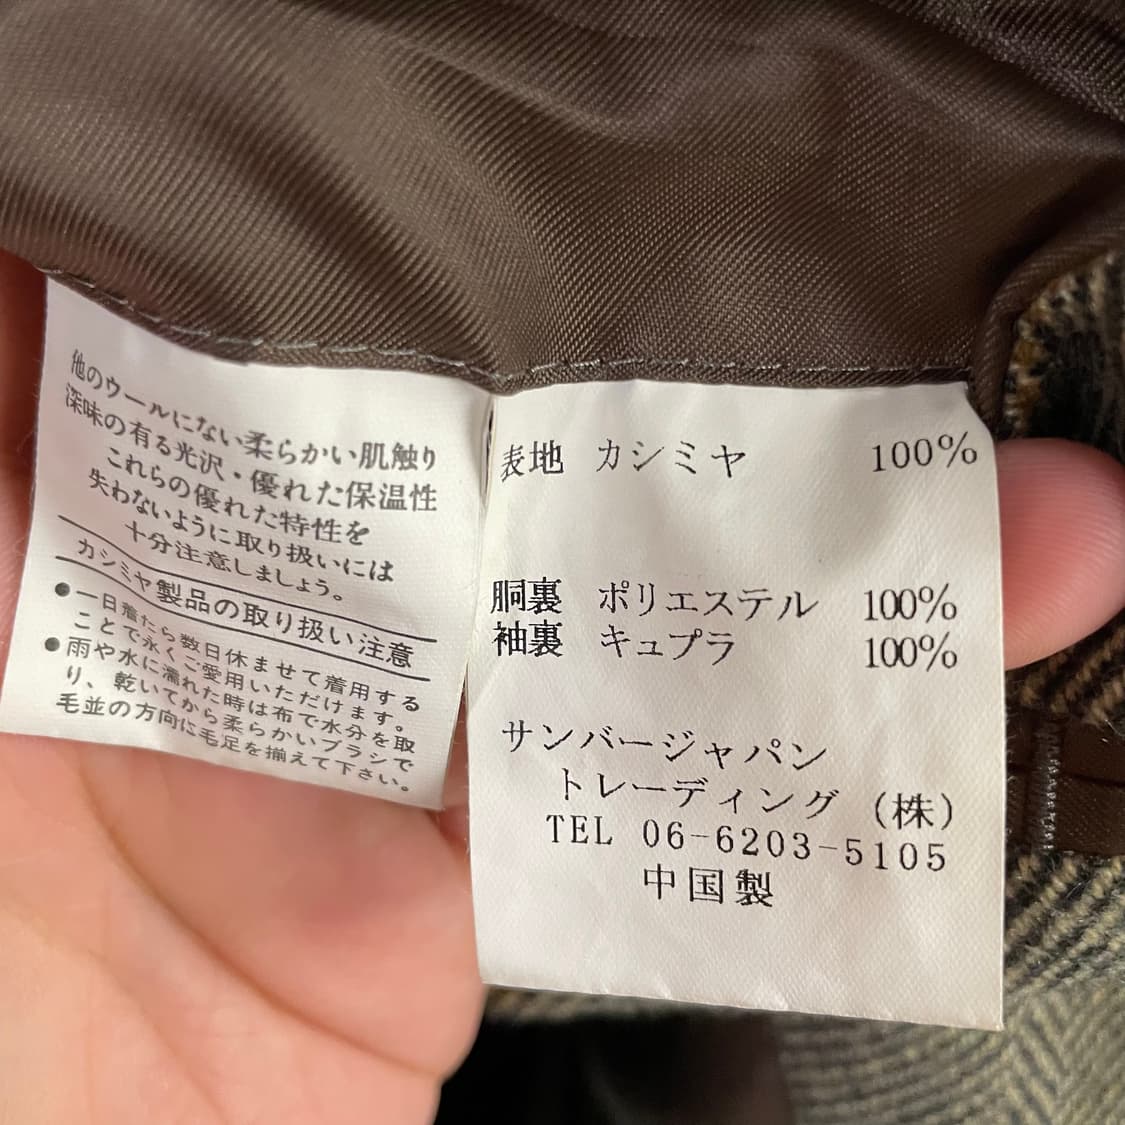 他のウールにない柔らかい肌触り
深味の有る光沢・優れた保温性
これらの優れた特性を
失わないように取り扱いには
十分注意しましょう。
カシミヤ製品の取り扱い注意
●一日着たら数日休ませて着用する
ことで永くご愛用いただけます。
●雨や水に濡れた時は布で水分を取
り、乾いてから柔らかいブラシで
毛並の方向に毛足を揃えて下さい。
表地 カシミヤ 100%
胴裏 ポリエステル 100%
袖裏 キュプラ 100%
サンバージャパン
トレーディング (株)
TEL 06-6203-5105
中国製